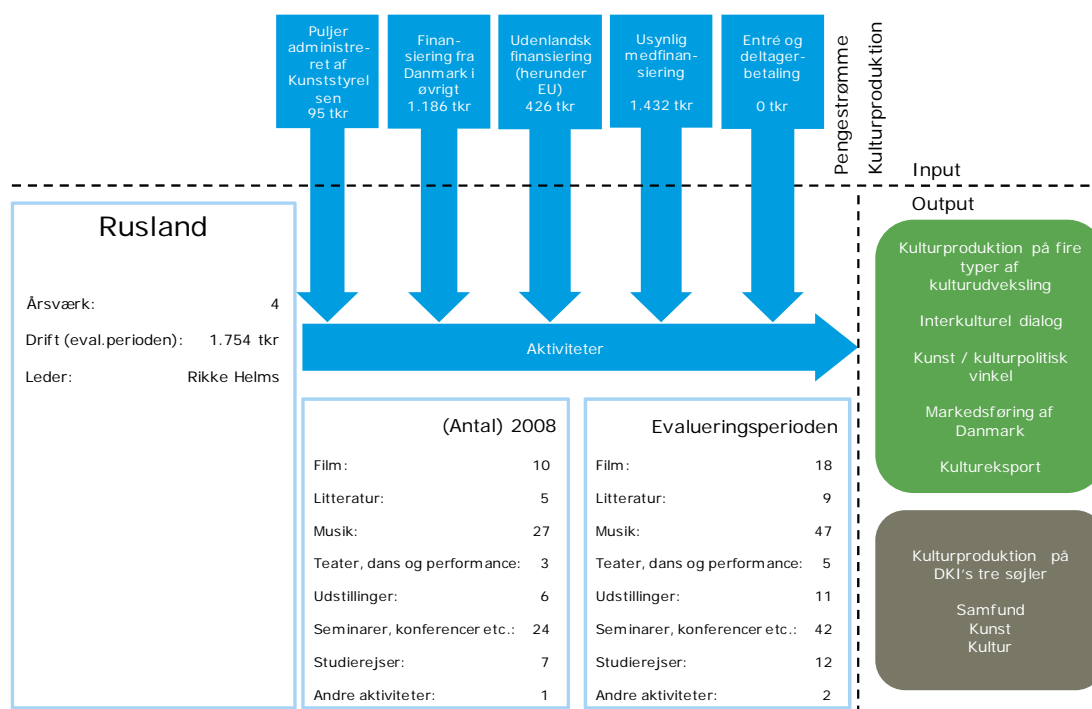 Puljer
administre-
ret af
Kunststyrel
sen
95 tkr
Finan-
siering fra
Danmark i
øvrigt
1.186 tkr
Udenlandsk
finansiering
(herunder
EU)
426 tkr
Usynlig
medfinan-
siering
1.432 tkr
Entré og
deltager-
betaling
0 tkr
Pengestrømme
Kulturproduktion
Input
Output
Rusland
Årsværk: 4
Drift (eval.perioden): 1.754 tkr
Leder: Rikke Helms
Aktiviteter
(Antal) 2008
Film: 10
Litteratur: 5
Musik: 27
Teater, dans og performance: 3
Udstillinger: 6
Seminarer, konferencer etc.: 24
Studierejser: 7
Andre aktiviteter: 1
Evalueringsperioden
Film: 18
Litteratur: 9
Musik: 47
Teater, dans og performance: 5
Udstillinger: 11
Seminarer, konferencer etc.: 42
Studierejser: 12
Andre aktiviteter: 2
Kulturproduktion på fire
typer af
kulturudveksling
Interkulturel dialog
Kunst / kulturpolitisk
vinkel
Markedsføring af
Danmark
Kultureksport
Kulturproduktion på
DKI's tre søjler
Samfund
Kunst
Kultur